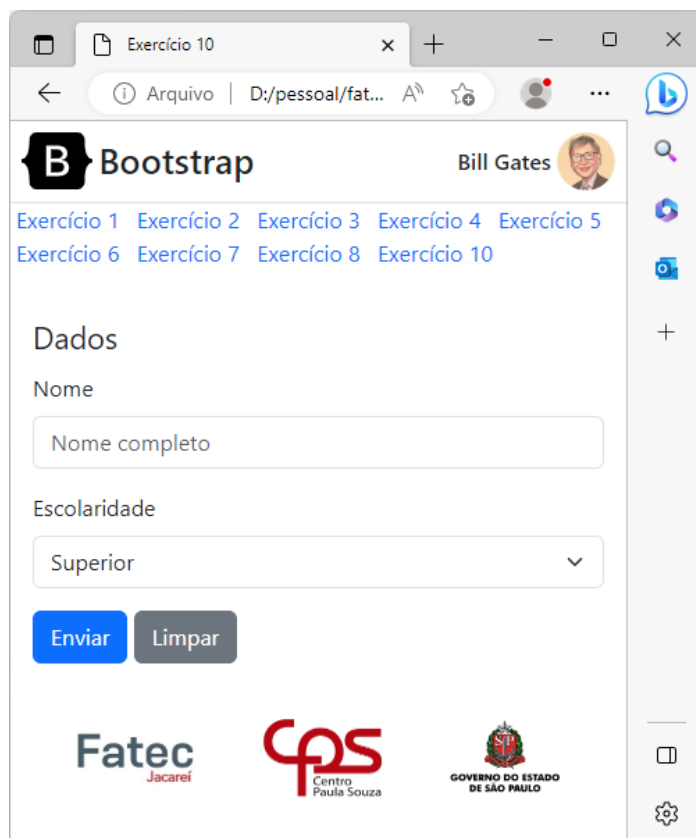 Exercício 10
Arquivo | D:/pessoal/fat...
B Bootstrap
Bill Gates
Exercício 1 Exercício 2 Exercício 3 Exercício 4 Exercício 5
Exercício 6 Exercício 7 Exercício 8 Exercício 10
Dados
Nome
Nome completo
Escolaridade
Superior
Enviar Limpar
Fatec
Jacareí
CPS
Centro
Paula Souza
GOVERNO DO ESTADO
DE SÃO PAULO